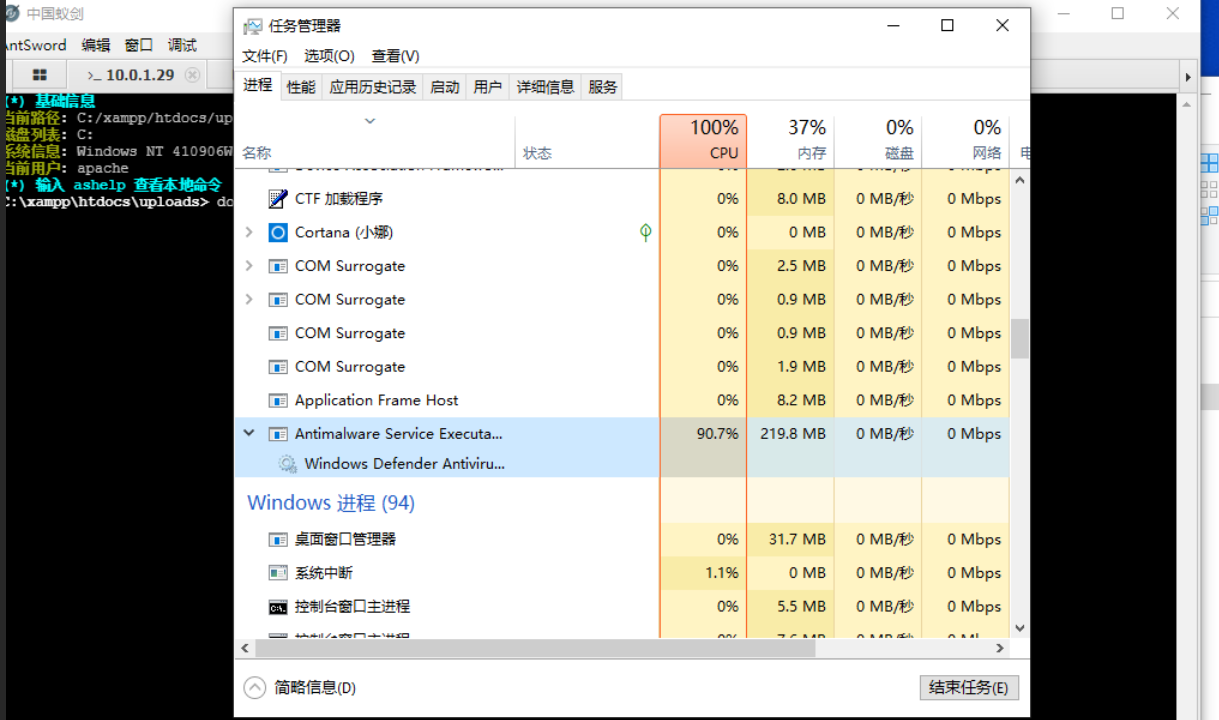 中国蚁剑
AntSword 编辑 窗口 调试
>_ 10.0.1.29
(*) 基础信息
当前路径: C:/xampp/htdocs/up
磁盘列表: C:
系统信息: Windows NT 410906W
当前用户: apache
(*) 输入 ashelp 查看本地命令
C:\xampp\htdocs\uploads> do
任务管理器
文件(F) 选项(O) 查看(V)
进程 性能 应用历史记录 启动 用户 详细信息 服务
100% 37% 0% 0%
名称 状态 CPU 内存 磁盘 网络 电
CTF 加载程序 0% 8.0 MB 0 MB/秒 0 Mbps
Cortana (小娜) 0% 0 MB 0 MB/秒 0 Mbps
COM Surrogate 0% 2.5 MB 0 MB/秒 0 Mbps
COM Surrogate 0% 0.9 MB 0 MB/秒 0 Mbps
COM Surrogate 0% 0.9 MB 0 MB/秒 0 Mbps
COM Surrogate 0% 1.9 MB 0 MB/秒 0 Mbps
Application Frame Host 0% 8.2 MB 0 MB/秒 0 Mbps
Antimalware Service Executa... 90.7% 219.8 MB 0 MB/秒 0 Mbps
Windows Defender Antiviru...
Windows 进程 (94)
桌面窗口管理器 0% 31.7 MB 0 MB/秒 0 Mbps
系统中断 1.1% 0 MB 0 MB/秒 0 Mbps
控制台窗口主进程 0% 5.5 MB 0 MB/秒 0 Mbps
简略信息(D) 结束任务(E)